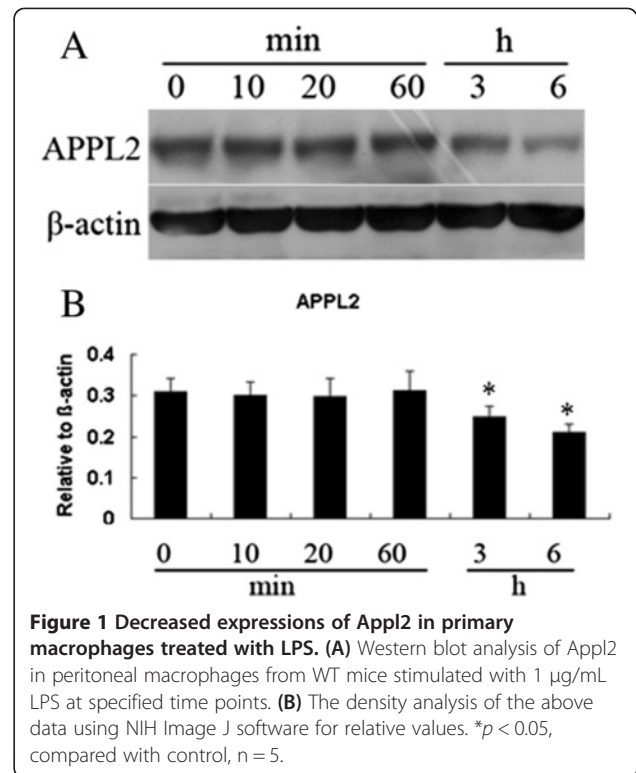 A
min h
0 10 20 60 3 6
APPL2
β-actin
B
APPL2
Relative to ß-actin
0.4
0.3
0.2
0.1
0
* *
0 10 20 60 3 6
min h
Figure 1 Decreased expressions of Appl2 in primary
macrophages treated with LPS. (A) Western blot analysis of Appl2
in peritoneal macrophages from WT mice stimulated with 1 μg/mL
LPS at specified time points. (B) The density analysis of the above
data using NIH Image J software for relative values. *p < 0.05,
compared with control, n = 5.